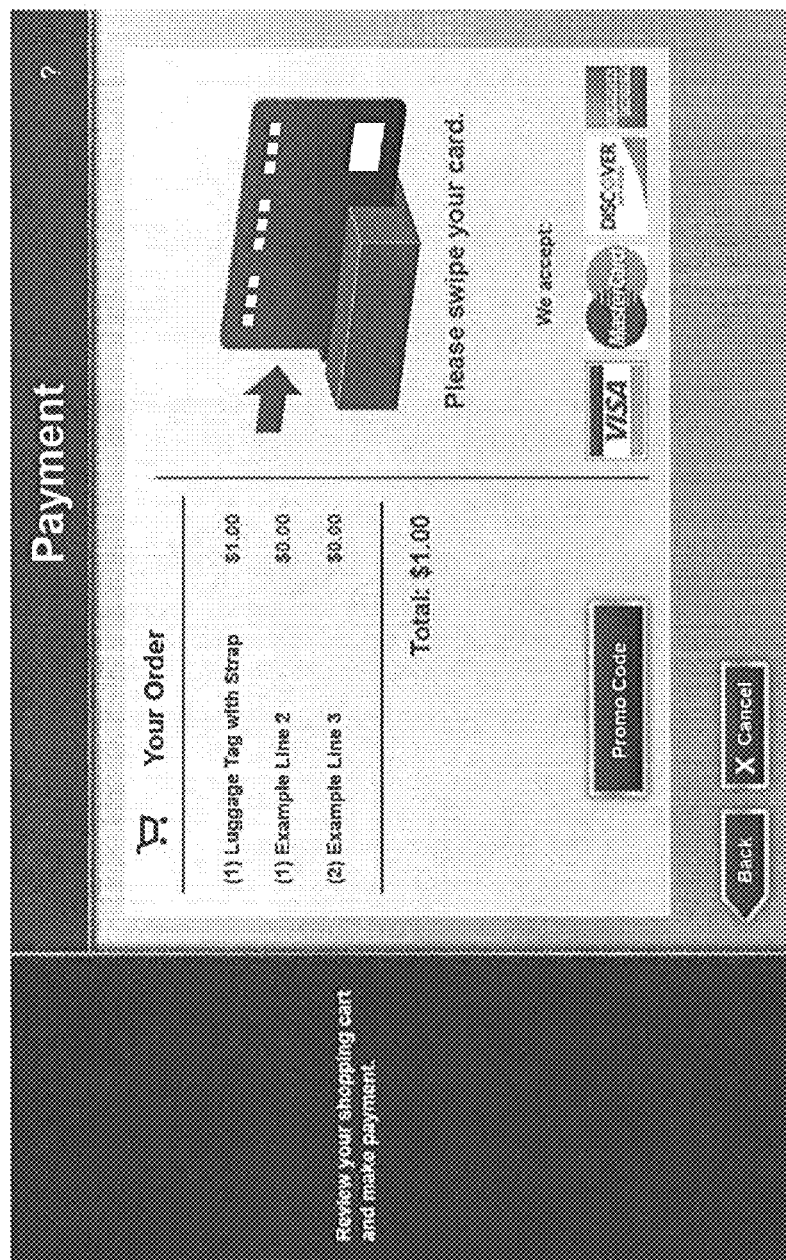 Payment
?
Review your shopping cart
and make payment.
Your Order
(1) Luggage Tag with Strap $1.00
(1) Example Line 2 $0.00
(2) Example Line 3 $0.00
Total: $1.00
Promo Code
Please swipe your card.
We accept:
VISA
MasterCard
DISCOVER
Back
X Cancel